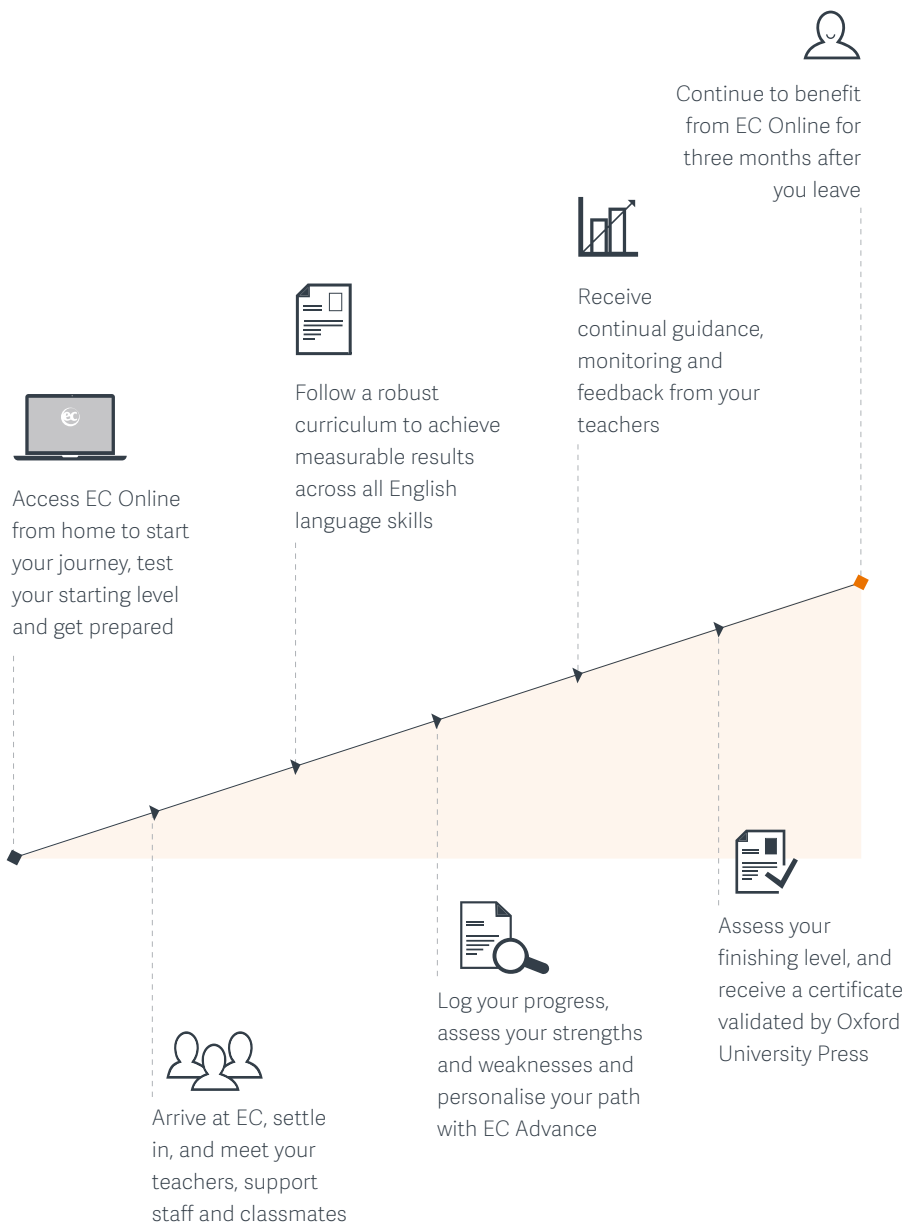 ec
Access EC Online
from home to start
your journey, test
your starting level
and get prepared
Arrive at EC, settle
in, and meet your
teachers, support
staff and classmates
Follow a robust
curriculum to achieve
measurable results
across all English
language skills
Log your progress,
assess your strengths
and weaknesses and
personalise your path
with EC Advance
Receive
continual guidance,
monitoring and
feedback from your
teachers
Assess your
finishing level, and
receive a certificate
validated by Oxford
University Press
Continue to benefit
from EC Online for
three months after
you leave